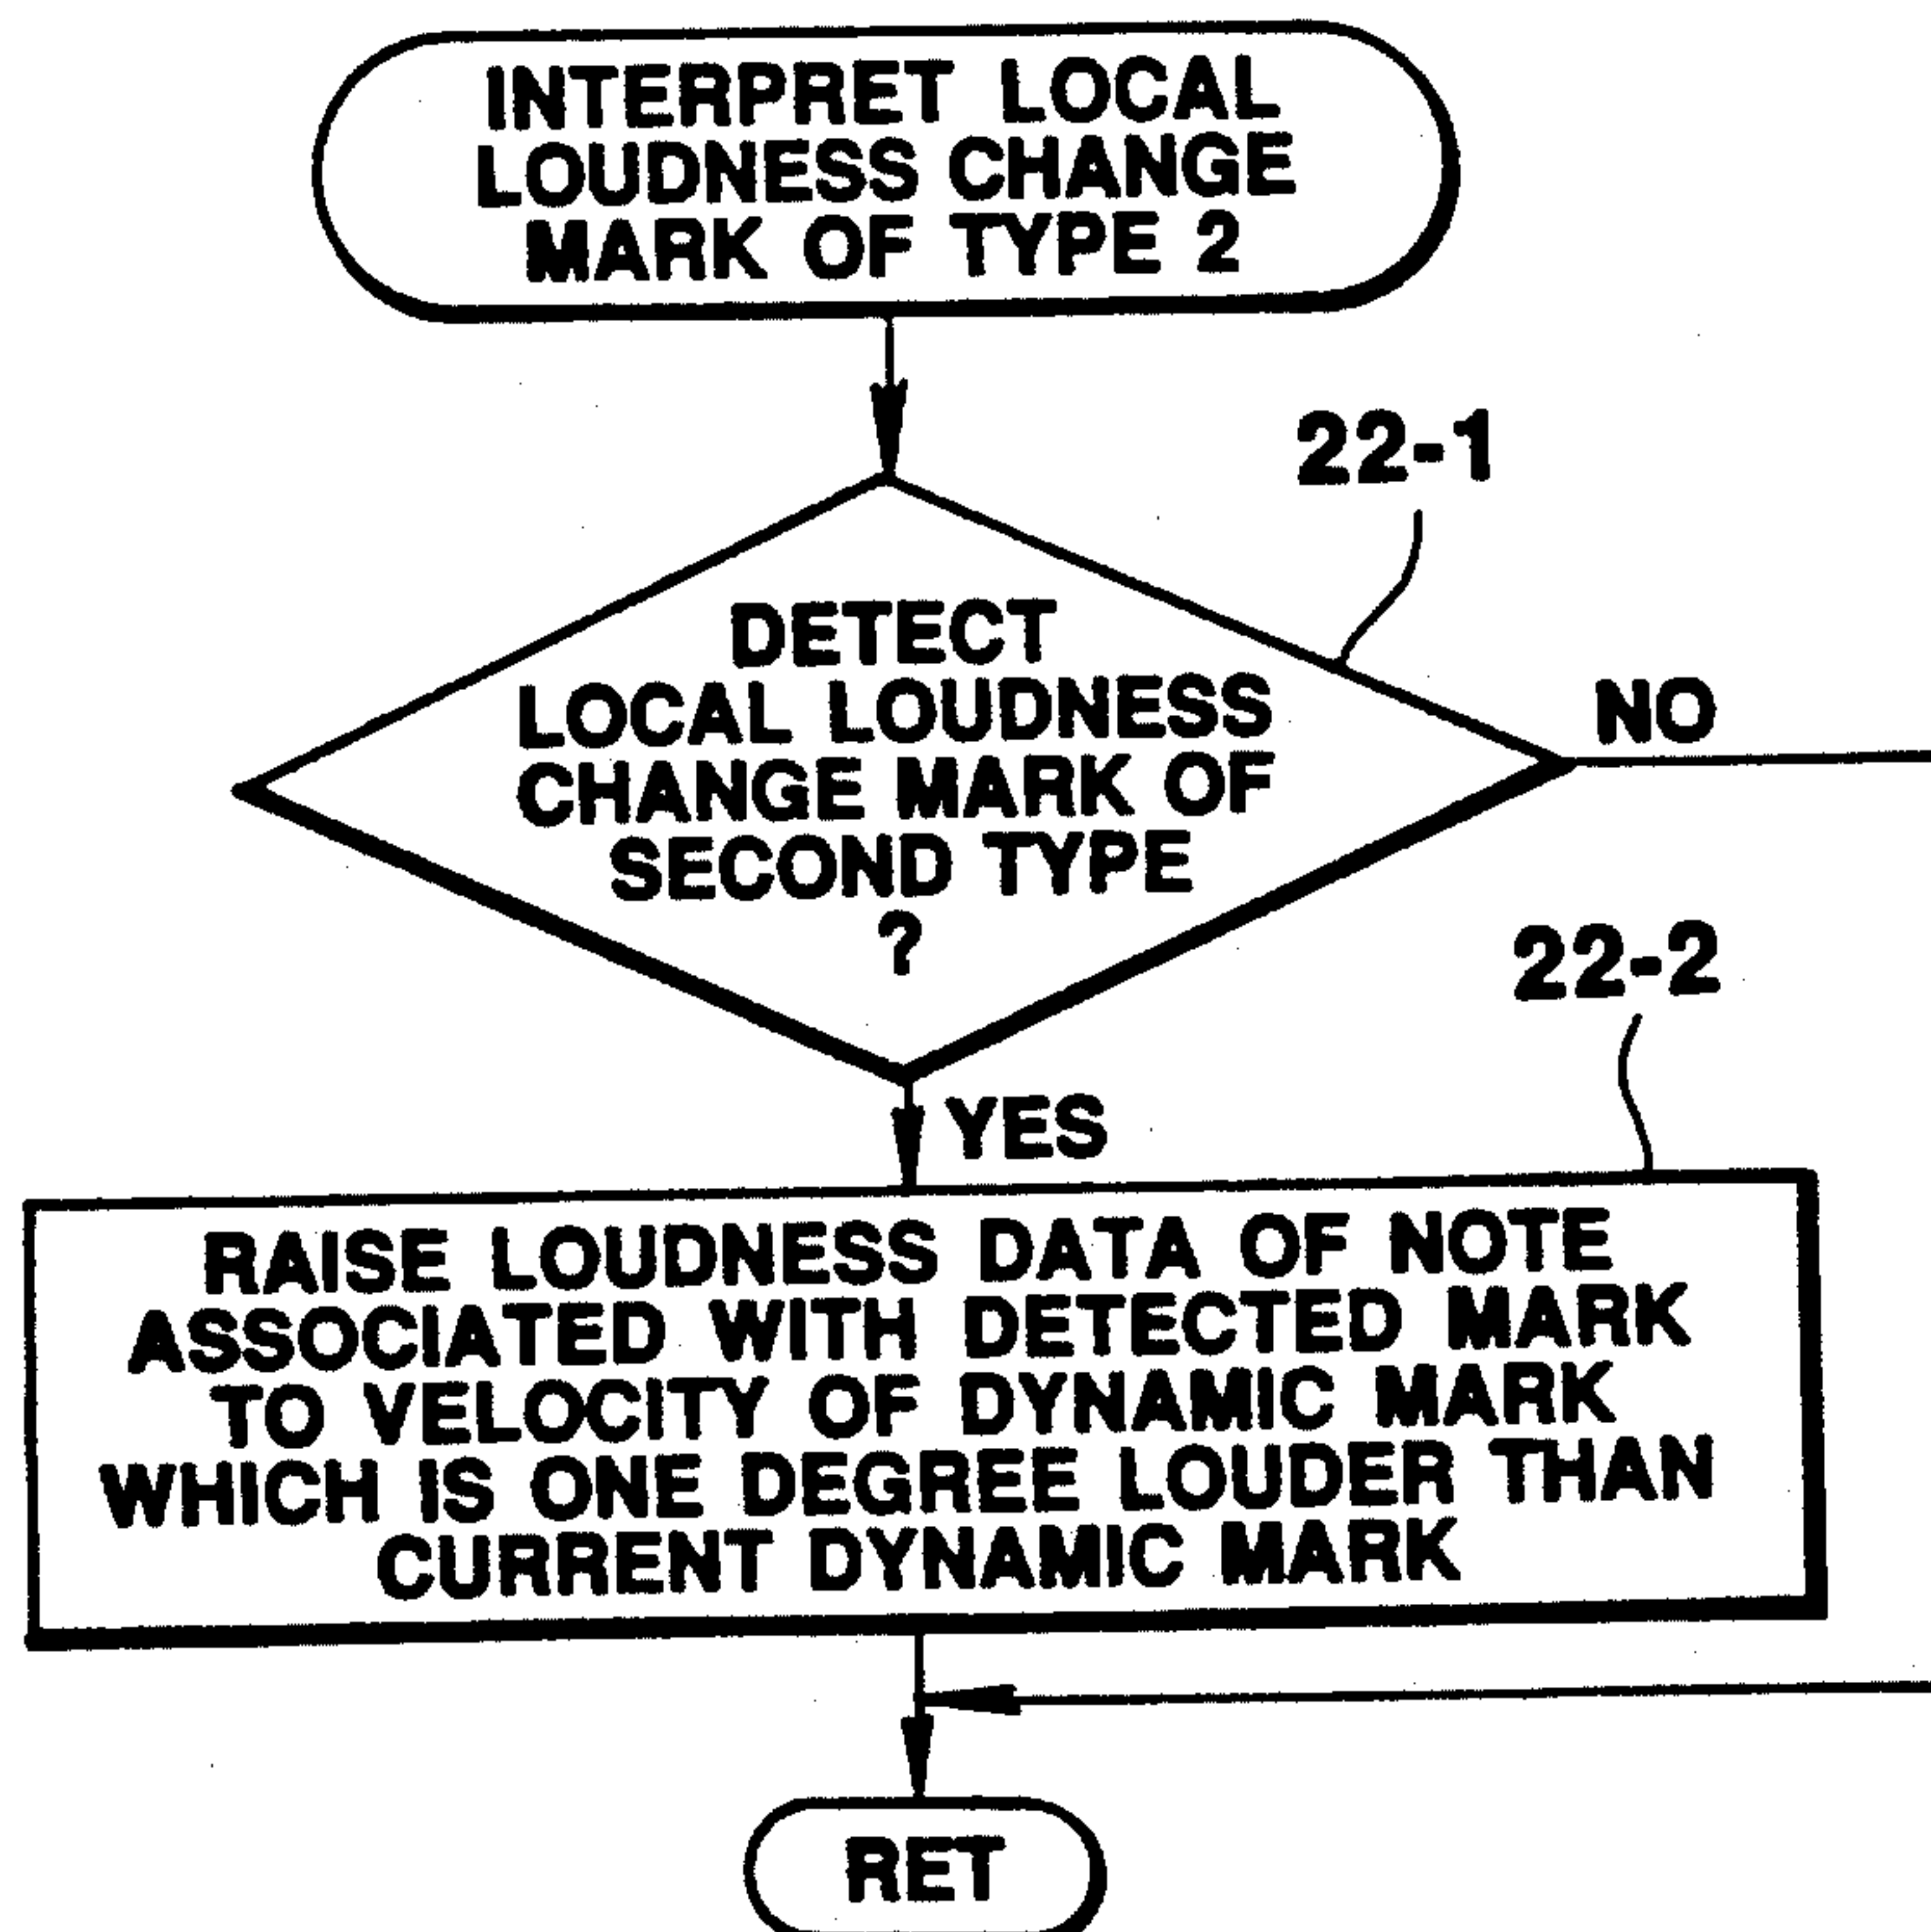 INTERPRET LOCAL
LOUDNESS CHANGE
MARK OF TYPE 2
22-1
DETECT
LOCAL LOUDNESS
CHANGE MARK OF
SECOND TYPE
?
NO
22-2
YES
RAISE LOUDNESS DATA OF NOTE
ASSOCIATED WITH DETECTED MARK
TO VELOCITY OF DYNAMIC MARK
WHICH IS ONE DEGREE LOUDER THAN
CURRENT DYNAMIC MARK
RET